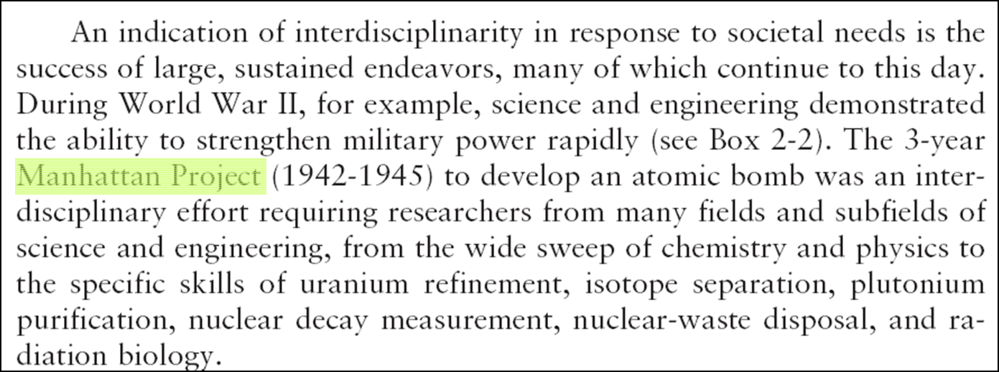 An indication of interdisciplinarity in response to societal needs is the
success of large, sustained endeavors, many of which continue to this day.
During World War II, for example, science and engineering demonstrated
the ability to strengthen military power rapidly (see Box 2-2). The 3-year
Manhattan Project (1942-1945) to develop an atomic bomb was an inter-
disciplinary effort requiring researchers from many fields and subfields of
science and engineering, from the wide sweep of chemistry and physics to
the specific skills of uranium refinement, isotope separation, plutonium
purification, nuclear decay measurement, nuclear-waste disposal, and ra-
diation biology.